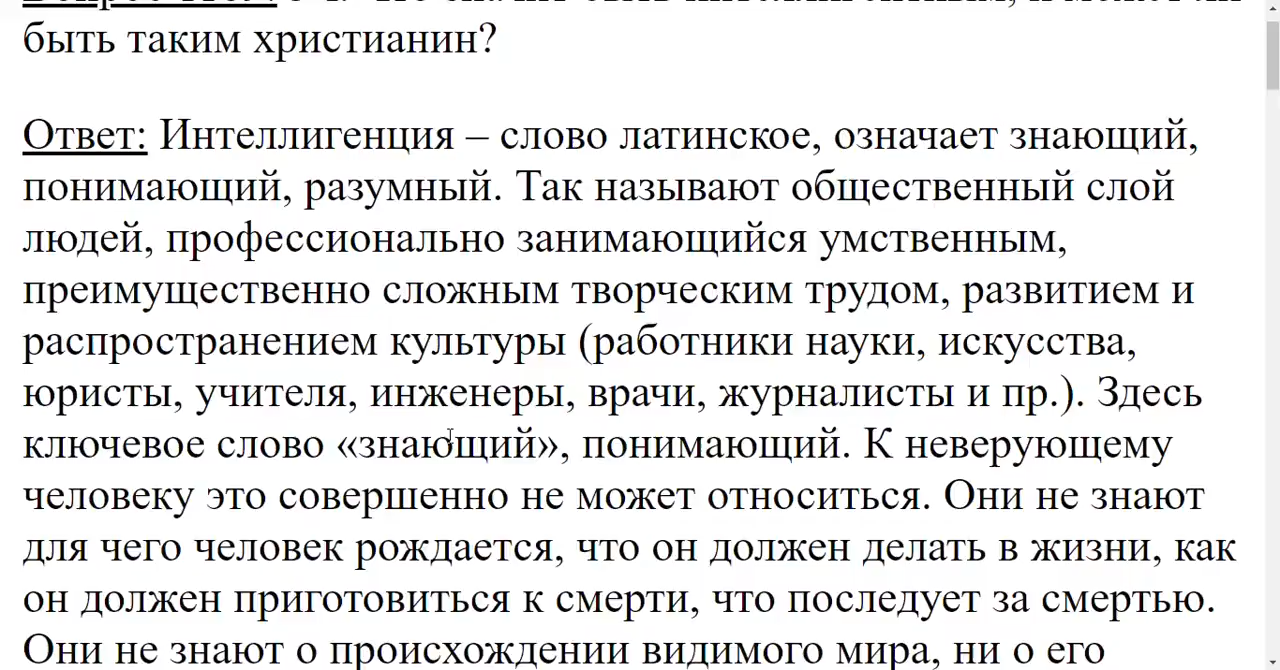 быть таким христианин?
Ответ: Интеллигенция – слово латинское, означает знающий,
понимающий, разумный. Так называют общественный слой
людей, профессионально занимающийся умственным,
преимущественно сложным творческим трудом, развитием и
распространением культуры (работники науки, искусства,
юристы, учителя, инженеры, врачи, журналисты и пр.). Здесь
ключевое слово «знающий», понимающий. К неверующему
человеку это совершенно не может относиться. Они не знают
для чего человек рождается, что он должен делать в жизни, как
он должен приготовиться к смерти, что последует за смертью.
Они не знают о происхождении видимого мира, ни о его